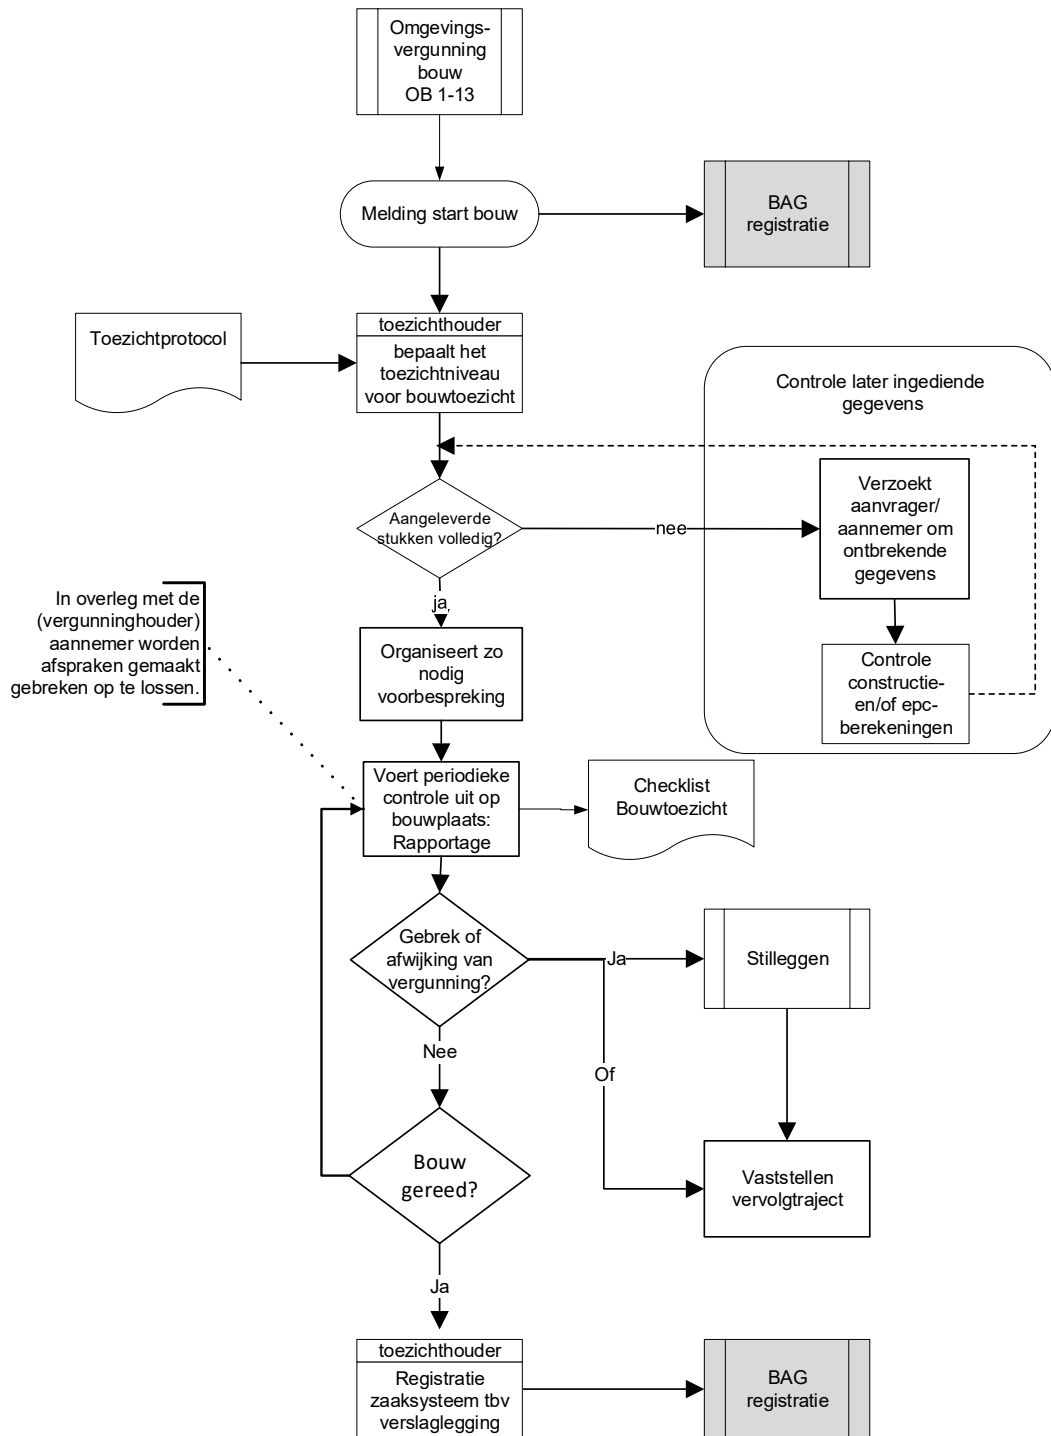 Omgevings-
vergunning
bouw
OB 1-13
Melding start bouw
BAG
registratie
Toezichtprotocol
toezichthouder
bepaalt het
toezichtniveau
voor bouwtoezicht
Controle later ingediende
gegevens
Aangeleverde
stukken volledig?
nee
Verzoekt
aanvrager/
aannemer om
ontbrekende
gegevens
ja,
In overleg met de
(vergunninghouder)
aannemer worden
afspraken gemaakt
gebreken op te lossen.
Organiseert zo
nodig
voorbespreking
Controle
constructie-
en/of epc-
berekeningen
Voert periodieke
controle uit op
bouwplaats:
Rapportage
Checklist
Bouwtoezicht
Gebrek of
afwijking van
vergunning?
Ja
Stilleggen
Nee
Of
Bouw
gereed?
Vaststellen
vervolgtraject
Ja
toezichthouder
Registratie
zaaksysteem tbv
verslaglegging
BAG
registratie